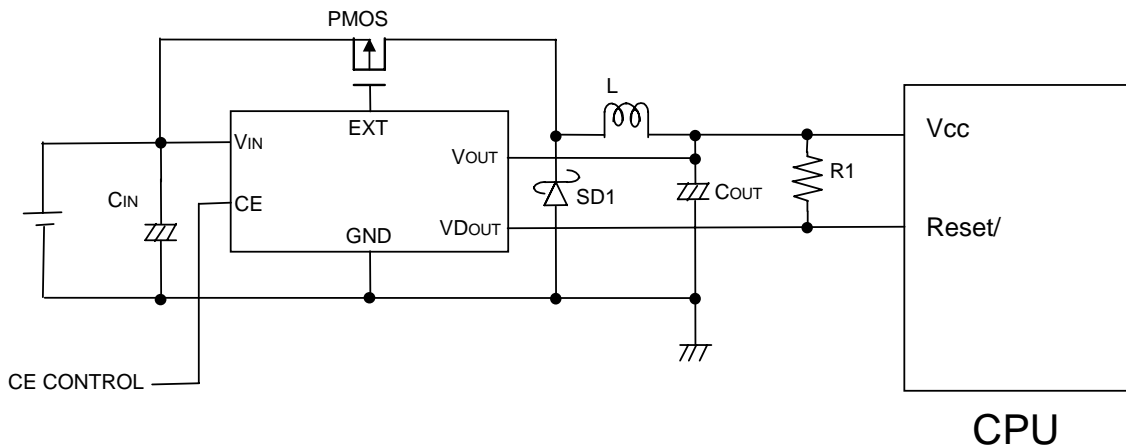 PMOS
L
EXT
VIN
VOUT
Vcc
R1
CIN
CE
SD1
COUT
GND
VDOUT
Reset/
CE CONTROL
CPU